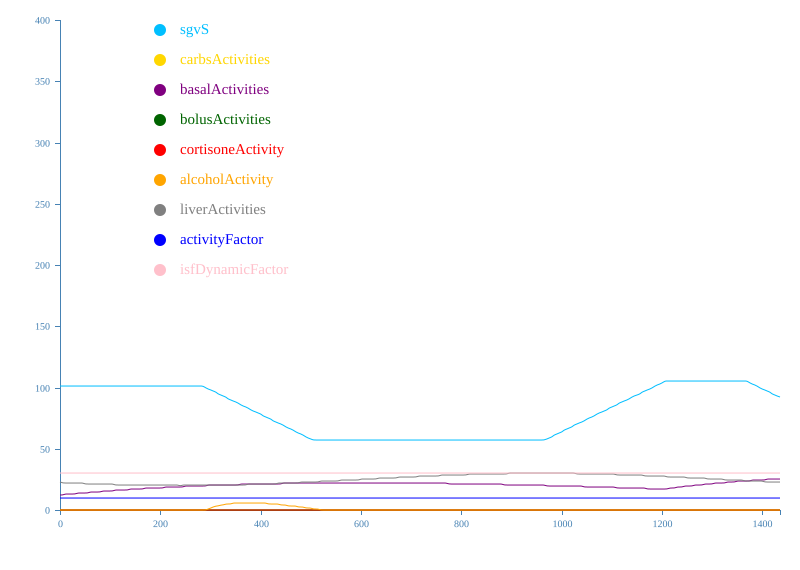 400
sgvS
carbsActivities
350
basalActivities
bolusActivities
300
cortisoneActivity
alcoholActivity
250
liverActivities
activityFactor
200
isfDynamicFactor
150
100
50
0
0 200 400 600 800 1000 1200 1400